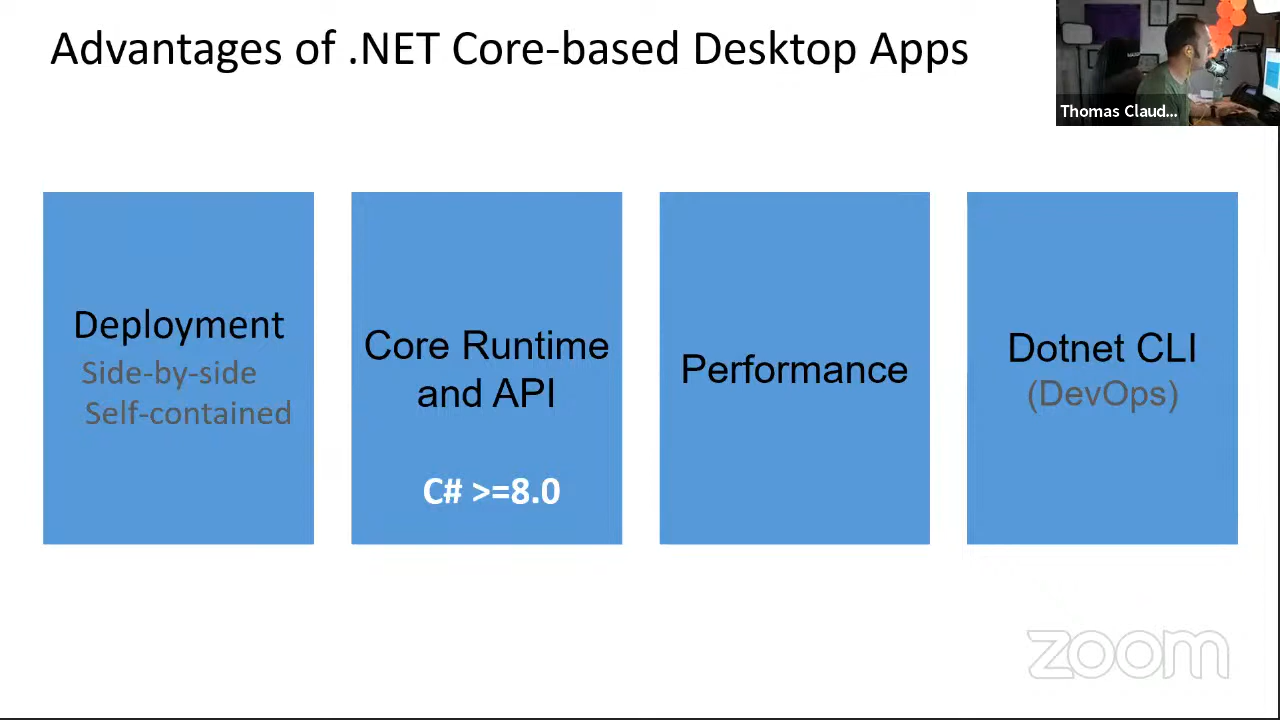 Advantages of .NET Core-based Desktop Apps
Thomas Claud...
Deployment
Side-by-side
Self-contained
Core Runtime
and API
C# >=8.0
Performance
Dotnet CLI
(DevOps)
zoom